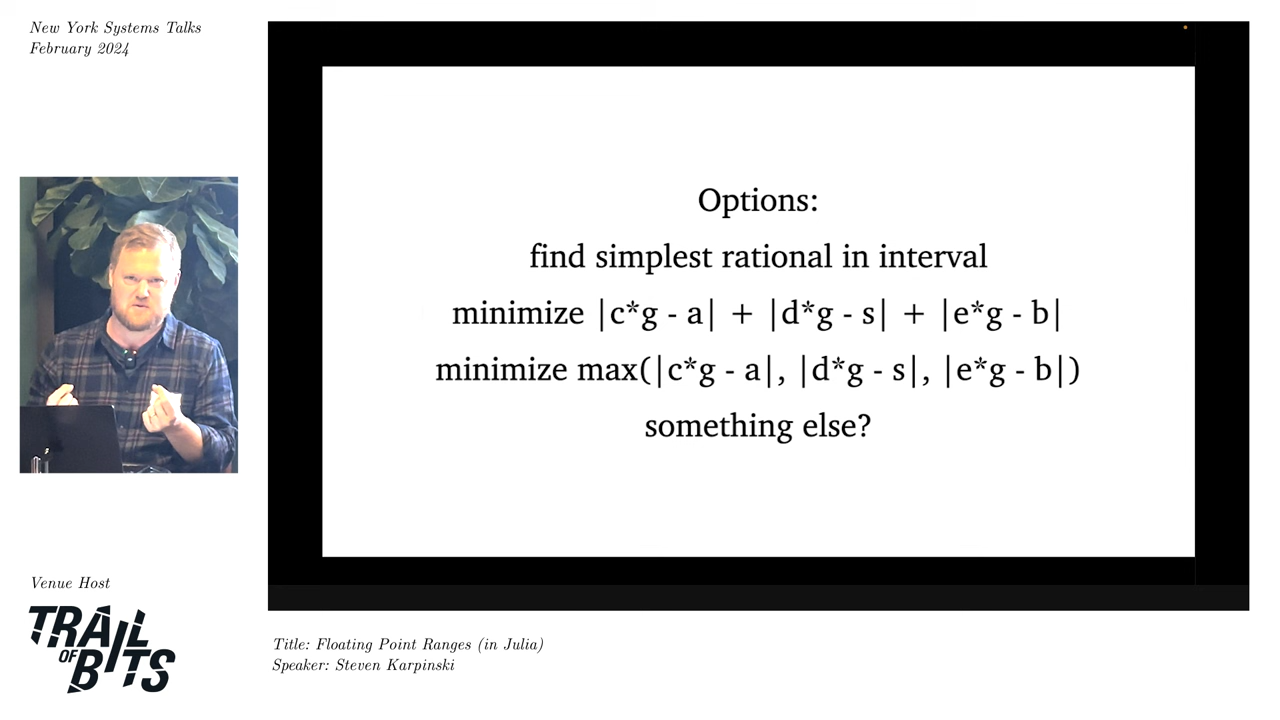 New York Systems Talks
February 2024
Options:
find simplest rational in interval
minimize |c*g - a| + |d*g - s| + |e*g - b|
minimize max(|c*g - a|, |d*g - s|, |e*g - b|)
something else?
Venue Host
TRAIL
OF
BITS
Title: Floating Point Ranges (in Julia)
Speaker: Steven Karpinski